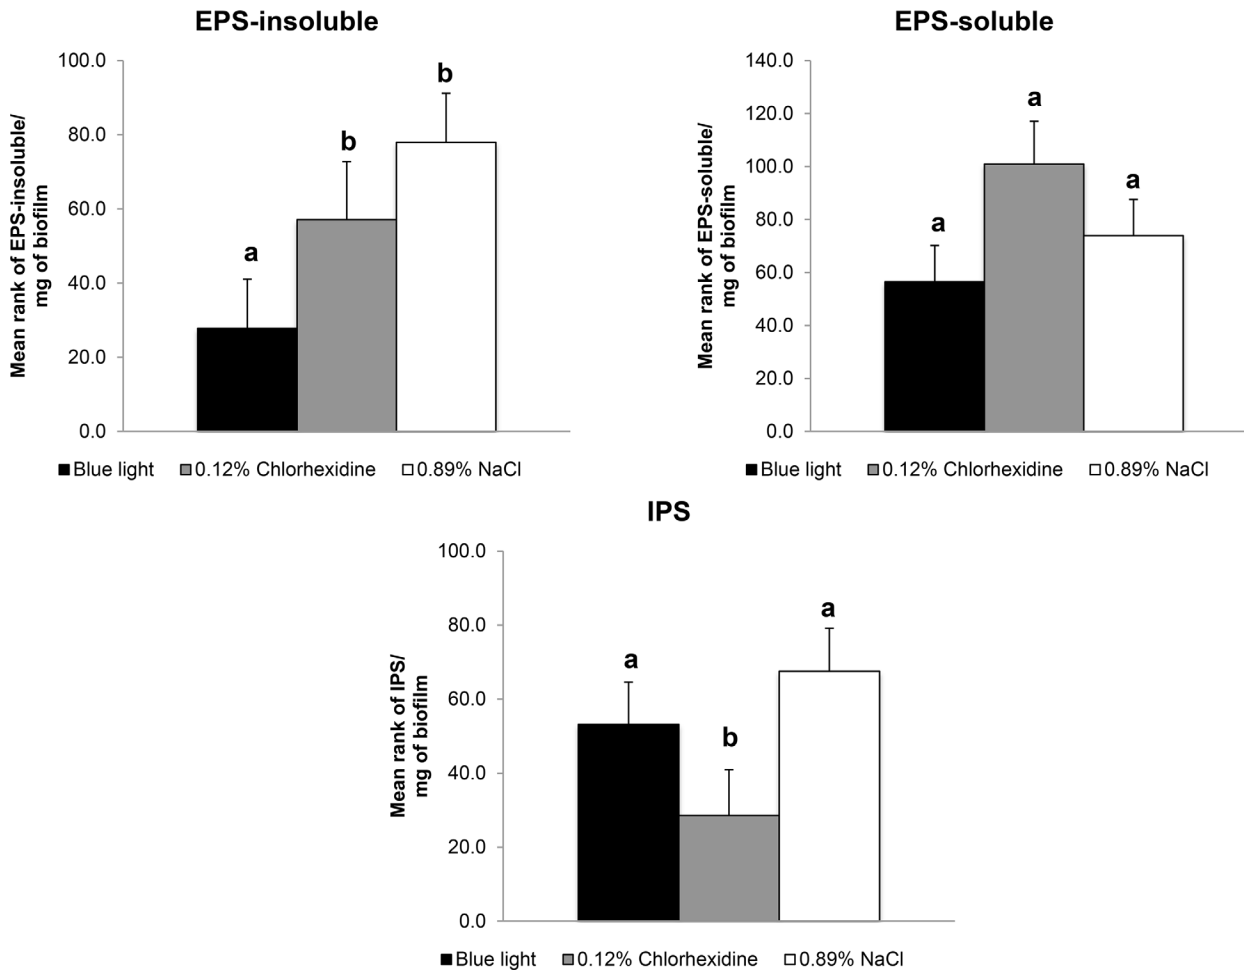 EPS-insoluble
Mean rank of EPS-insoluble/
mg of biofilm
100.0
80.0
60.0
40.0
20.0
0.0
a
b
b
Blue light 0.12% Chlorhexidine 0.89% NaCl
EPS-soluble
Mean rank of EPS-soluble/
mg of biofilm
140.0
120.0
100.0
80.0
60.0
40.0
20.0
0.0
a
a
a
Blue light 0.12% Chlorhexidine 0.89% NaCl
IPS
Mean rank of IPS/
mg of biofilm
100.0
80.0
60.0
40.0
20.0
0.0
a
b
a
Blue light 0.12% Chlorhexidine 0.89% NaCl